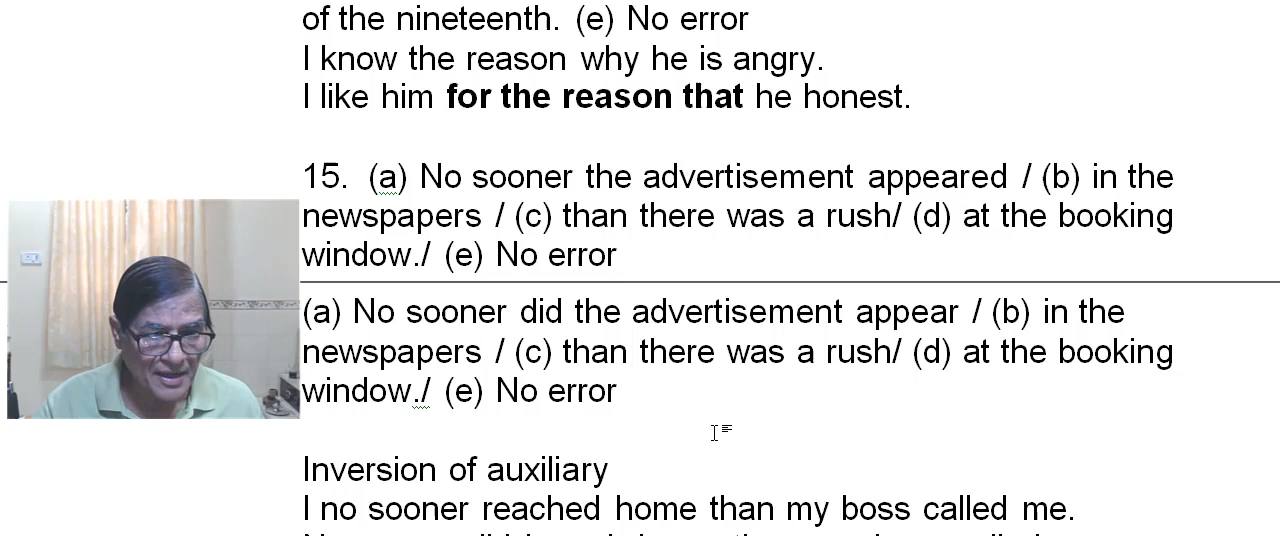 of the nineteenth. (e) No error
I know the reason why he is angry.
I like him for the reason that he honest.
15. (a) No sooner the advertisement appeared / (b) in the
newspapers / (c) than there was a rush/ (d) at the booking
window./ (e) No error
(a) No sooner did the advertisement appear / (b) in the
newspapers / (c) than there was a rush/ (d) at the booking
window./ (e) No error
Inversion of auxiliary
I no sooner reached home than my boss called me.